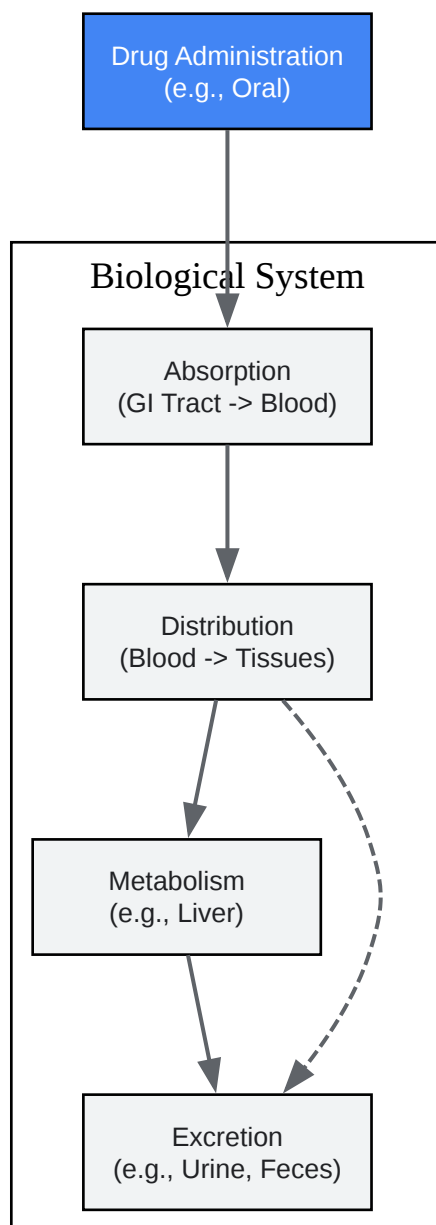 Drug Administration
(e.g., Oral)
Biological System
Absorption
(GI Tract -> Blood)
Distribution
(Blood -> Tissues)
Metabolism
(e.g., Liver)
Excretion
(e.g., Urine, Feces)